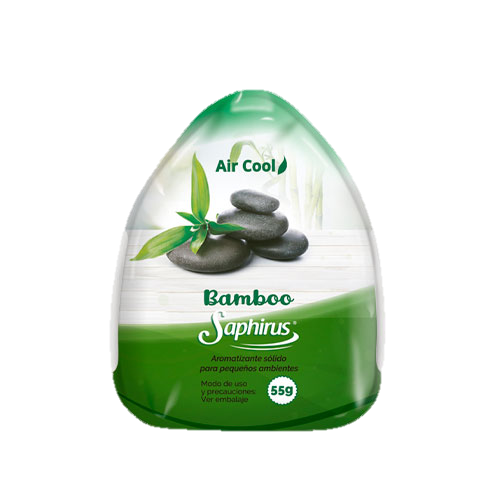 Air Cool
Bamboo
Saphirus®
Aromatizante sólido
para pequeños ambientes
Modo de uso
y precauciones:
Ver embalaje
55g